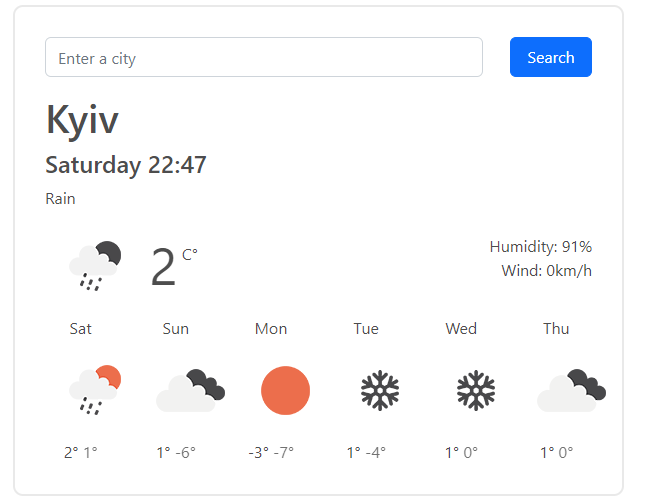 Enter a city Search
Kyiv
Saturday 22:47
Rain
2 C°
Humidity: 91%
Wind: 0km/h
Sat Sun Mon Tue Wed Thu
2° 1° 1° -6° -3° -7° 1° -4° 1° 0° 1° 0°